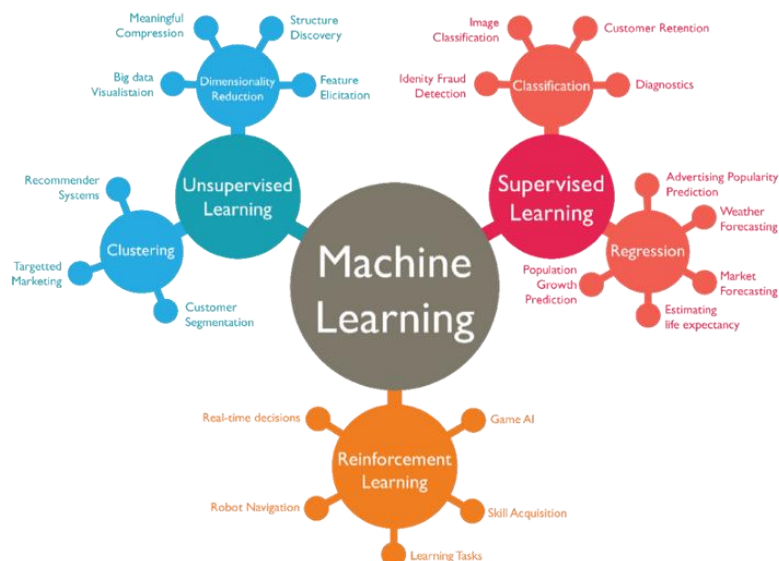 Meaningful
Compression
Structure
Discovery
Big data
Visualistaion
Dimensionality
Reduction
Feature
Elicitation
Image
Classification
Customer Retention
Idenity Fraud
Detection
Classification
Diagnostics
Unsupervised
Learning
Supervised
Learning
Recommender
Systems
Clustering
Targetted
Marketing
Customer
Segmentation
Machine
Learning
Advertising Popularity
Prediction
Weather
Forecasting
Regression
Population
Growth
Prediction
Market
Forecasting
Estimating
life expectancy
Real-time decisions
Game AI
Reinforcement
Learning
Robot Navigation
Skill Acquisition
Learning Tasks